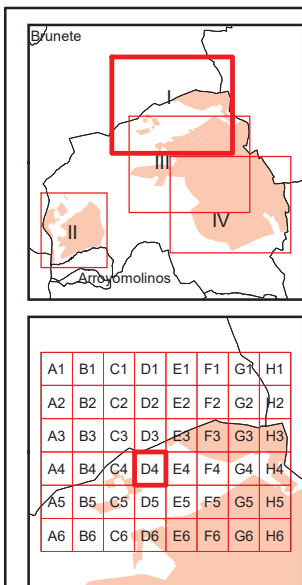 Brunete
I
III
IV
II
Arroyomolinos
A1 B1 C1 D1 E1 F1 G1 H1
A2 B2 C2 D2 E2 F2 G2 H2
A3 B3 C3 D3 E3 F3 G3 H3
A4 B4 C4 D4 E4 F4 G4 H4
A5 B5 C5 D5 E5 F5 G5 H5
A6 B6 C6 D6 E6 F6 G6 H6